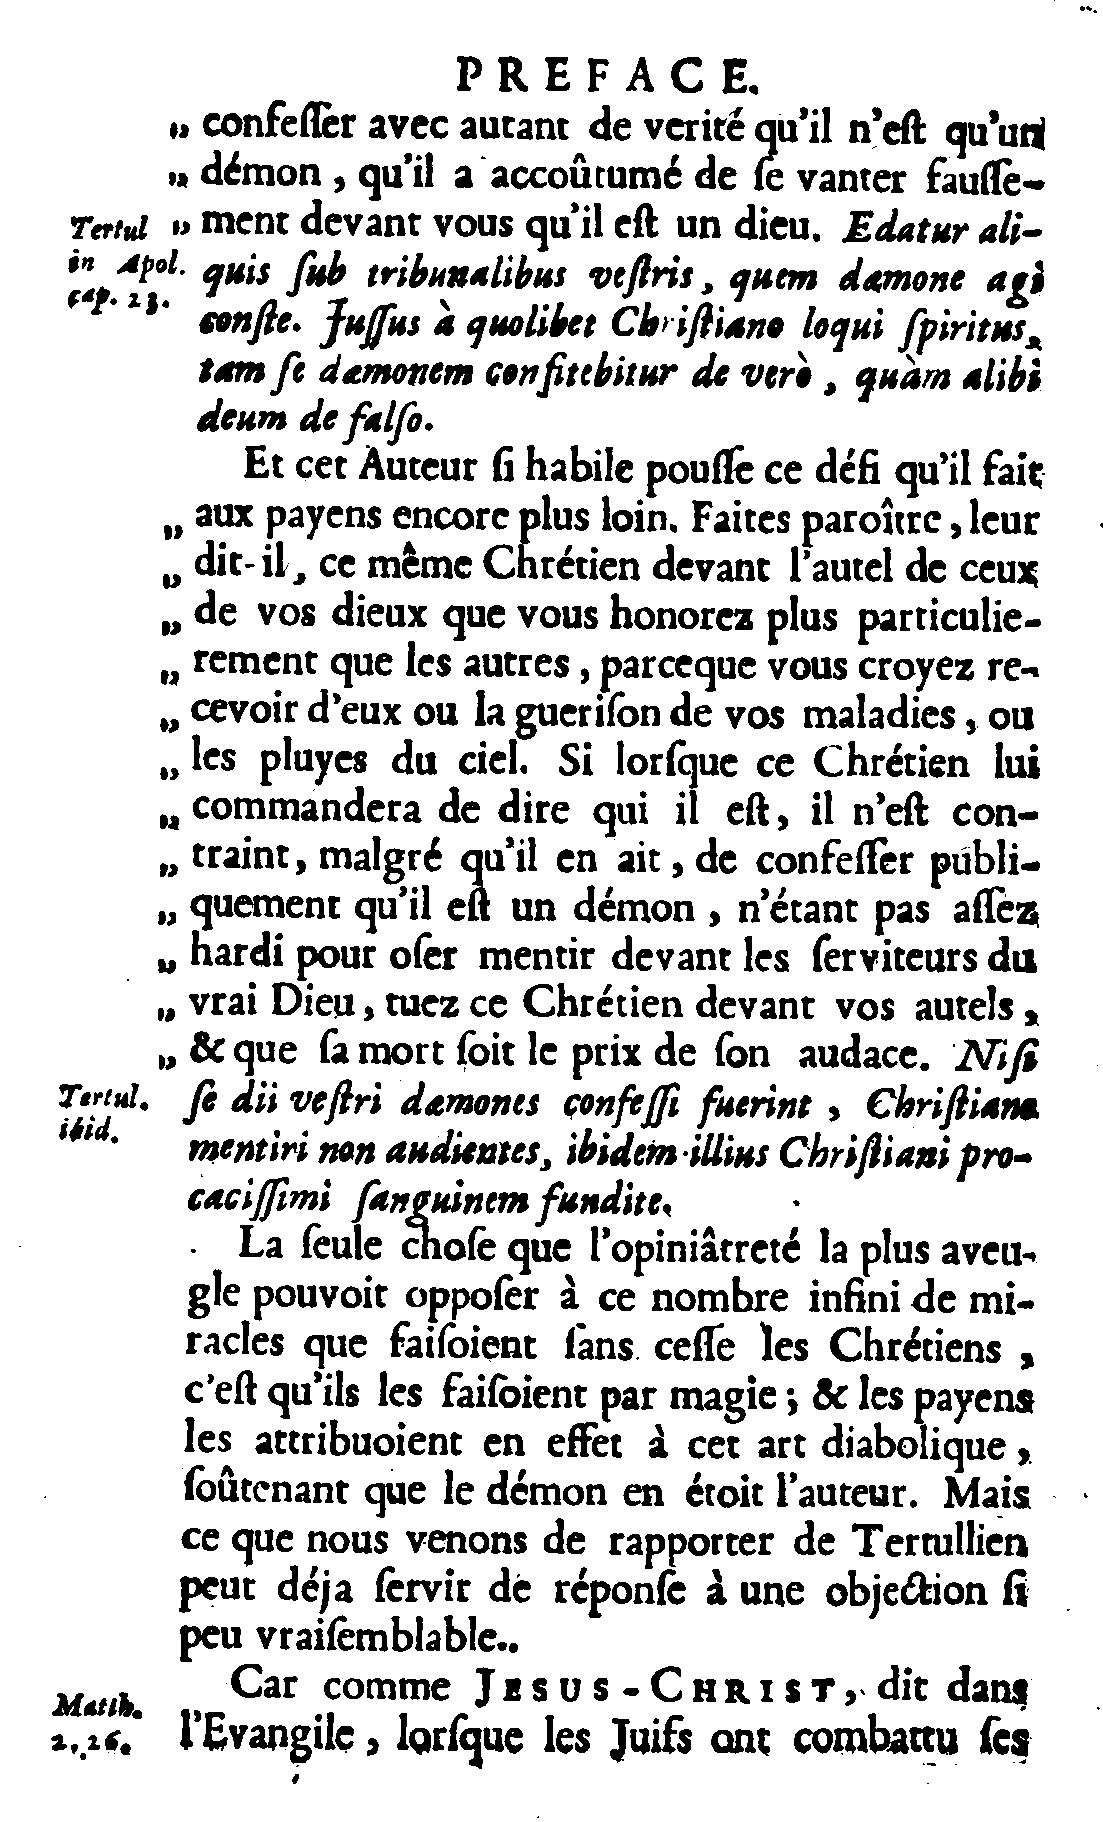 PREFACE.
„ confeſſer avec autant de verité qu'il n'eſt qu'un
„ démon, qu'il a accoûtumé de ſe vanter fauſſe-
Tertul
„ ment devant vous qu'il eſt un dieu. Edatur ali-
in Apol.
quis ſub tribunalibus veſtris, quem dæmone agi
cap. 23.
conſte. Juſſus à quolibet Chriſtiano loqui ſpiritus,
tam ſe dæmonem confitebitur de verò, quàm alibi
deum de falſo.
Et cet Auteur ſi habile pouſſe ce défi qu'il fait
„ aux payens encore plus loin. Faites paroître, leur
„ dit-il, ce même Chrétien devant l'autel de ceux
„ de vos dieux que vous honorez plus particulie-
„ rement que les autres, parceque vous croyez re-
„ cevoir d'eux ou la gueriſon de vos maladies, ou
„ les pluyes du ciel. Si lorſque ce Chrétien lui
„ commandera de dire qui il eſt, il n'eſt con-
„ traint, malgré qu'il en ait, de confeſſer publi-
„ quement qu'il eſt un démon, n'étant pas aſſez
„ hardi pour oſer mentir devant les ſerviteurs du
„ vrai Dieu, tuez ce Chrétien devant vos autels,
„ & que ſa mort ſoit le prix de ſon audace. Niſi
Tertul.
ſe dii veſtri dæmones confeſſi fuerint, Chriſtiano
ibid.
mentiri non audientes, ibidem illius Chriſtiani pro-
caciſſimi ſanguinem fundite.
La ſeule choſe que l'opiniâtreté la plus aveu-
gle pouvoit oppoſer à ce nombre infini de mi-
racles que faiſoient ſans ceſſe les Chrétiens,
c'eſt qu'ils les faiſoient par magie; & les payens
les attribuoient en effet à cet art diabolique,
ſoûtenant que le démon en étoit l'auteur. Mais
ce que nous venons de rapporter de Tertullien
peut déja ſervir de réponſe à une objection ſi
peu vraiſemblable..
Car comme JESUS-CHRIST, dit dans
Matth.
l'Evangile, lorſque les Juifs ont combattu ſes
2,.26.